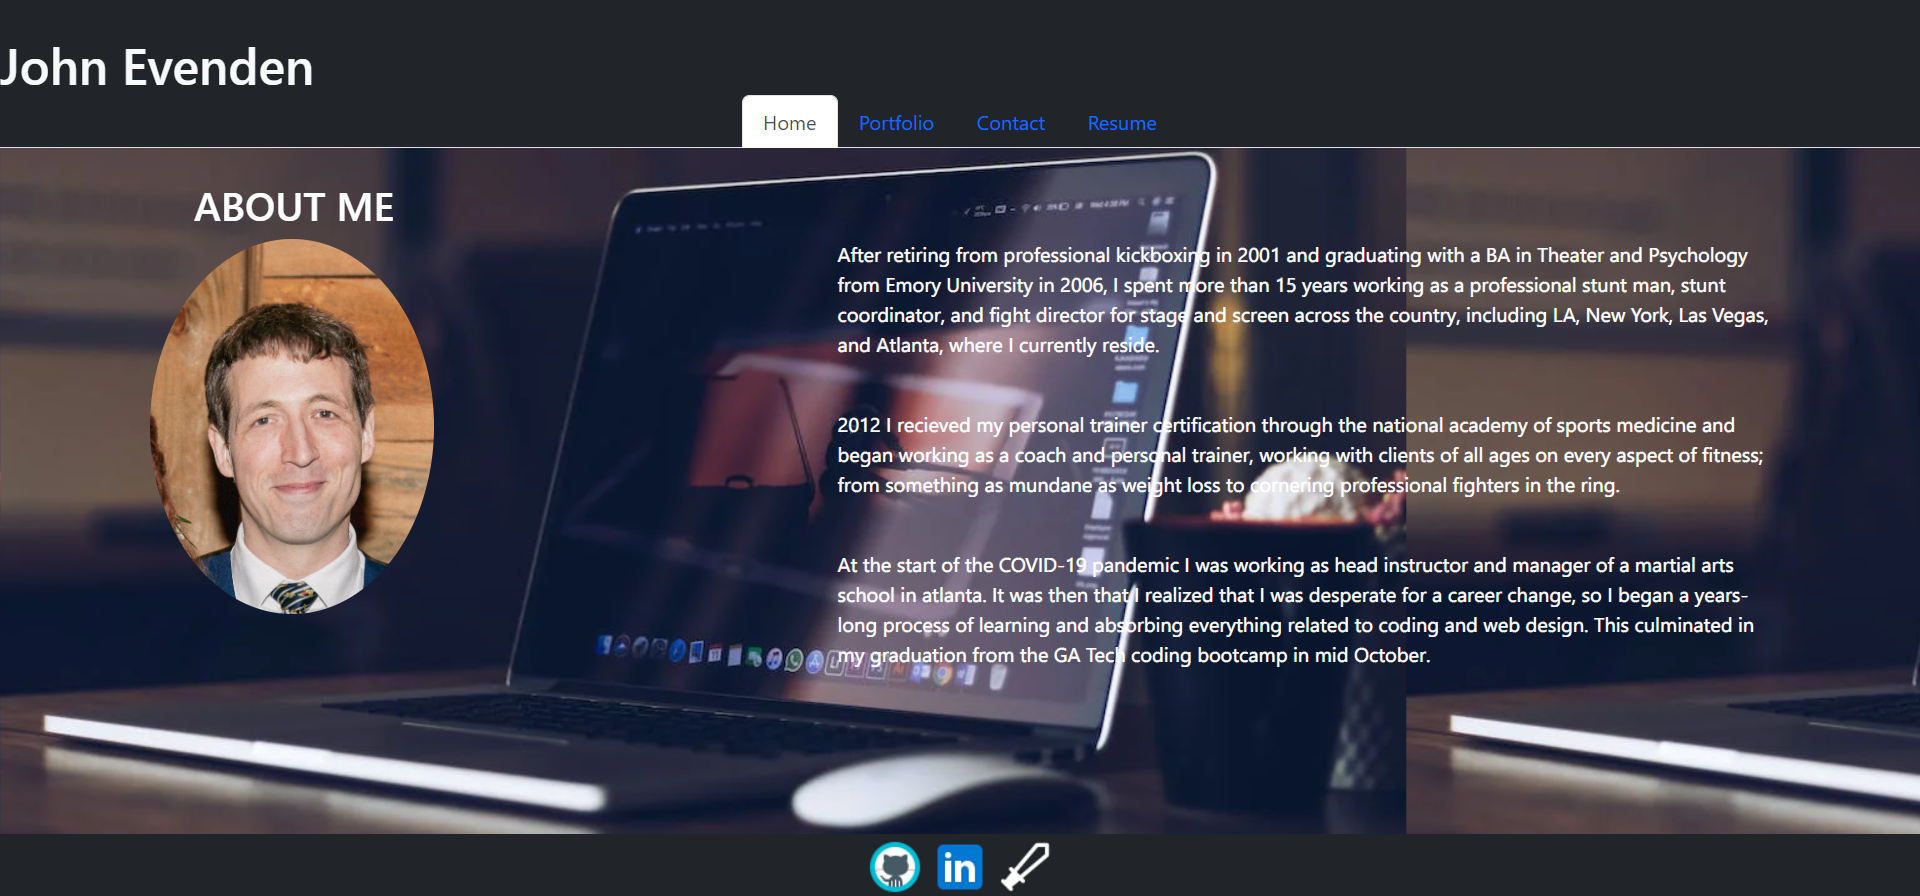 John Evenden
Home Portfolio Contact Resume
ABOUT ME
After retiring from professional kickboxing in 2001 and graduating with a BA in Theater and Psychology
from Emory University in 2006, I spent more than 15 years working as a professional stunt man, stunt
coordinator, and fight director for stage and screen across the country, including LA, New York, Las Vegas,
and Atlanta, where I currently reside.
2012 I recieved my personal trainer certification through the national academy of sports medicine and
began working as a coach and personal trainer, working with clients of all ages on every aspect of fitness;
from something as mundane as weight loss to cornering professional fighters in the ring.
At the start of the COVID-19 pandemic I was working as head instructor and manager of a martial arts
school in atlanta. It was then that I realized that I was desperate for a career change, so I began a years-
long process of learning and absorbing everything related to coding and web design. This culminated in
my graduation from the GA Tech coding bootcamp in mid October.
in